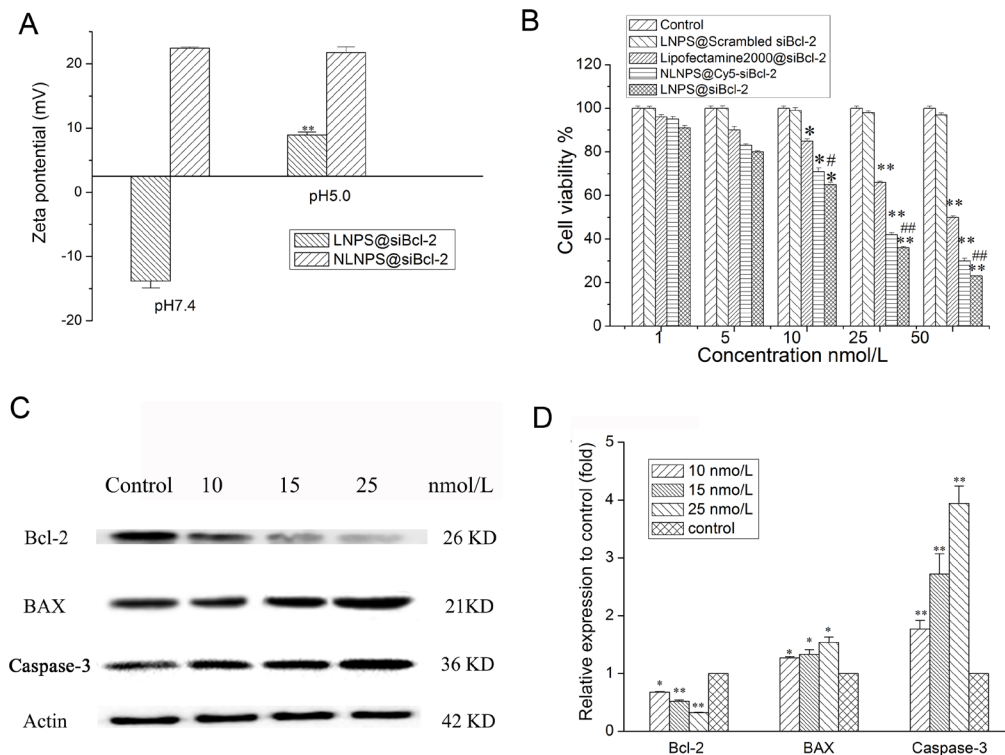 A
Zeta pontential (mV)
20
10
0
-10
-20
**
pH5.0
pH7.4
LNPS@siBcl-2
NLNPS@siBcl-2
B
Control
LNPS@Scrambled siBcl-2
Lipofectamine2000@siBcl-2
NLNPS@Cy5-siBcl-2
LNPS@siBcl-2
Cell viability %
120
100
80
60
40
20
0
*
* #
*
**
**
##
**
**
**
##
**
1 5 10 25 50
Concentration nmol/L
C
Control 10 15 25 nmol/L
Bcl-2 26 KD
BAX 21KD
Caspase-3 36 KD
Actin 42 KD
D
Relative expression to control (fold)
6
5
4
3
2
1
0
10 nmo/L
15 nmo/L
25 nmo/L
control
* ** **
* * *
** ** **
Bcl-2 BAX Caspase-3